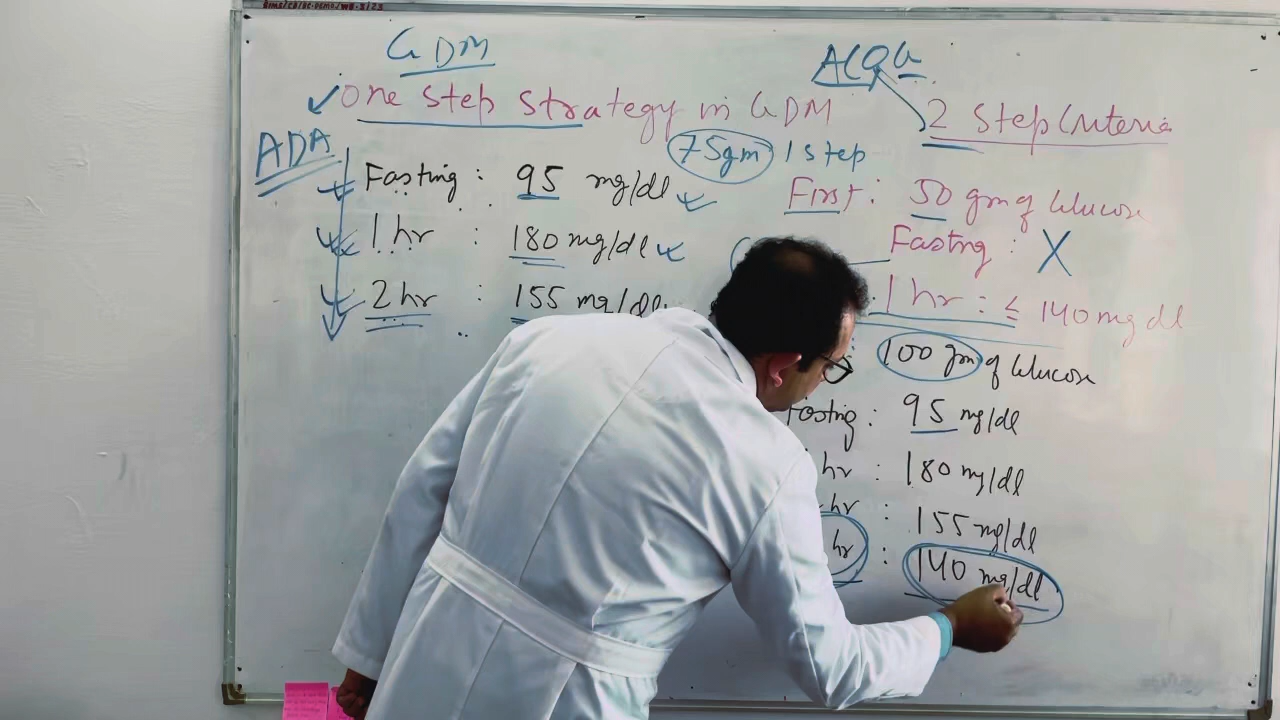 GDM
One step strategy in GDM
ADA
75gm 1 step
Fasting : 95 mg/dl
1 hr : 180 mg/dl
2 hr : 155 mg/dl
ACOG
2 step Criteria
First : 50 gm of Glucose
Fasting : X
1 hr : ≤ 140 mg dl
100 gm of Glucose
Fasting : 95 mg/dl
hr : 180 mg/dl
hr : 155 mg/dl
hr : 140 mg/dl